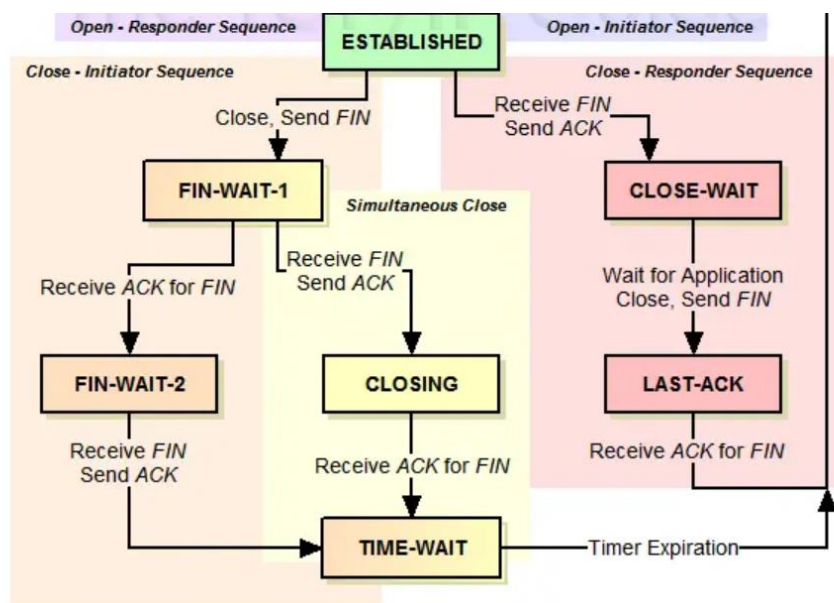 Open - Responder Sequence
ESTABLISHED
Open - Initiator Sequence
Close - Initiator Sequence
Close - Responder Sequence
Close, Send FIN
Receive FIN
Send ACK
FIN-WAIT-1
CLOSE-WAIT
Simultaneous Close
Receive ACK for FIN
Receive FIN
Send ACK
Wait for Application
Close, Send FIN
FIN-WAIT-2
CLOSING
LAST-ACK
Receive FIN
Send ACK
Receive ACK for FIN
Receive ACK for FIN
TIME-WAIT
Timer Expiration